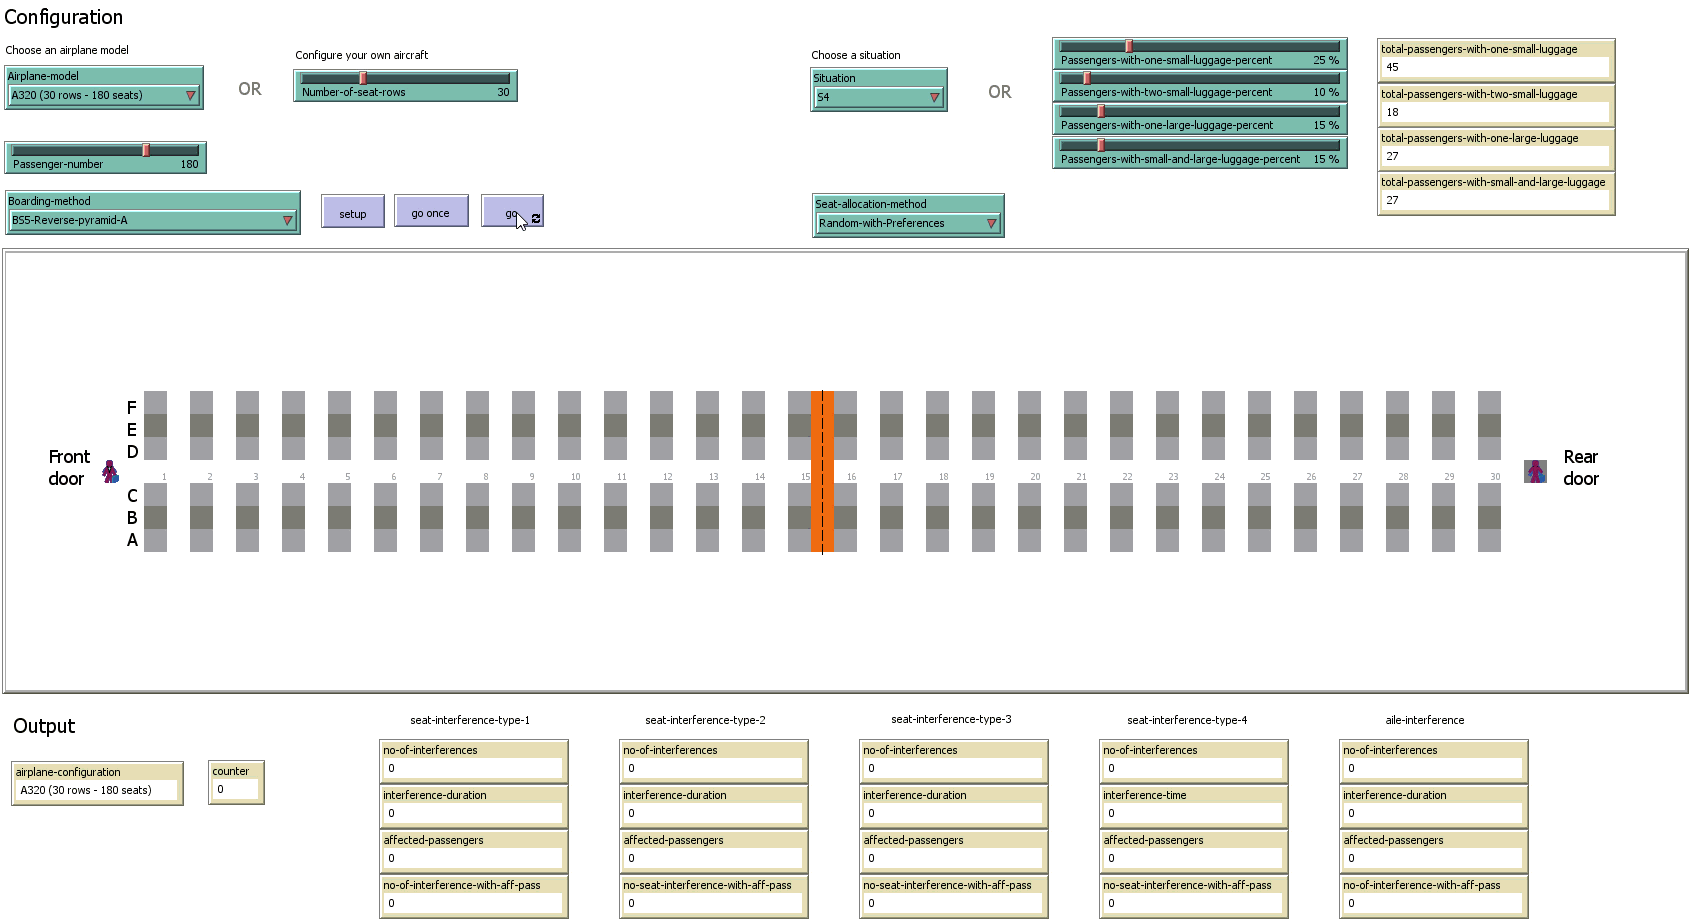 Configuration
Choose an airplane model
Configure your own aircraft
Choose a situation
Airplane-model
A320 (30 rows - 180 seats)
OR
Number-of-seat-rows 30
Situation
S4
OR
Passengers-with-one-small-luggage-percent 25 %
Passengers-with-two-small-luggage-percent 10 %
Passengers-with-one-large-luggage-percent 15 %
Passengers-with-small-and-large-luggage-percent 15 %
total-passengers-with-one-small-luggage
45
total-passengers-with-two-small-luggage
18
total-passengers-with-one-large-luggage
27
total-passengers-with-small-and-large-luggage
27
Passenger-number 180
Boarding-method
BS5-Reverse-pyramid-A
setup
go once
go
Seat-allocation-method
Random-with-Preferences
F
E
D
Front
door
1 2 3 4 5 6 7 8 9 10 11 12 13 14 15 16 17 18 19 20 21 22 23 24 25 26 27 28 29 30
Rear
door
C
B
A
Output
airplane-configuration
A320 (30 rows - 180 seats)
counter
0
seat-interference-type-1
no-of-interferences
0
interference-duration
0
affected-passengers
0
no-of-interference-with-aff-pass
0
seat-interference-type-2
no-of-interferences
0
interference-duration
0
affected-passengers
0
no-seat-interference-with-aff-pass
0
seat-interference-type-3
no-of-interferences
0
interference-duration
0
affected-passengers
0
no-seat-interference-with-aff-pass
0
seat-interference-type-4
no-of-interferences
0
interference-time
0
affected-passengers
0
no-seat-interference-with-aff-pass
0
aile-interference
no-of-interferences
0
interference-duration
0
affected-passengers
0
no-of-interference-with-aff-pass
0